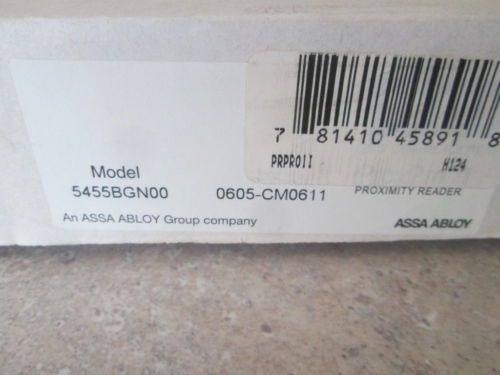 7 81410 45891 8
PRPRO11 H124
Model
5455BGN00 0605-CM0611 PROXIMITY READER
An ASSA ABLOY Group company ASSA ABLOY